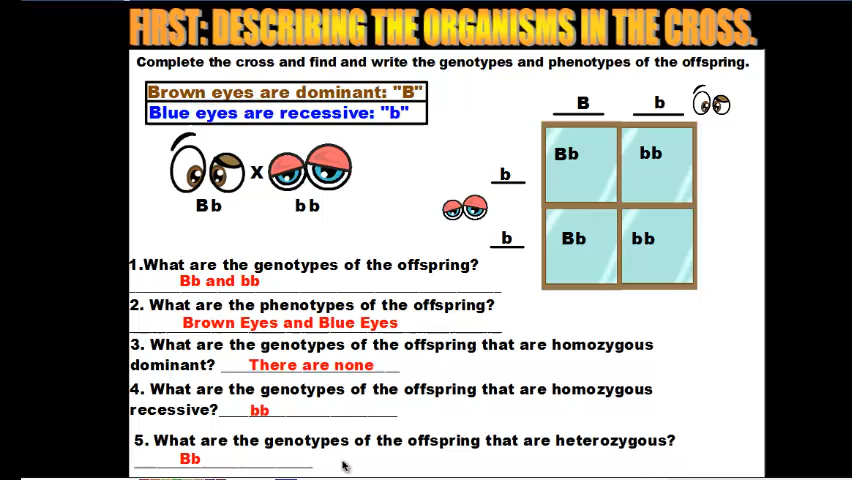 FIRST: DESCRIBING THE ORGANISMS IN THE CROSS.
Complete the cross and find and write the genotypes and phenotypes of the offspring.
Brown eyes are dominant: "B"
Blue eyes are recessive: "b"
B b
Bb bb
X
b
Bb bb
b
Bb bb
1.What are the genotypes of the offspring?
Bb and bb
2. What are the phenotypes of the offspring?
Brown Eyes and Blue Eyes
3. What are the genotypes of the offspring that are homozygous
dominant? There are none
4. What are the genotypes of the offspring that are homozygous
recessive? bb
5. What are the genotypes of the offspring that are heterozygous?
Bb